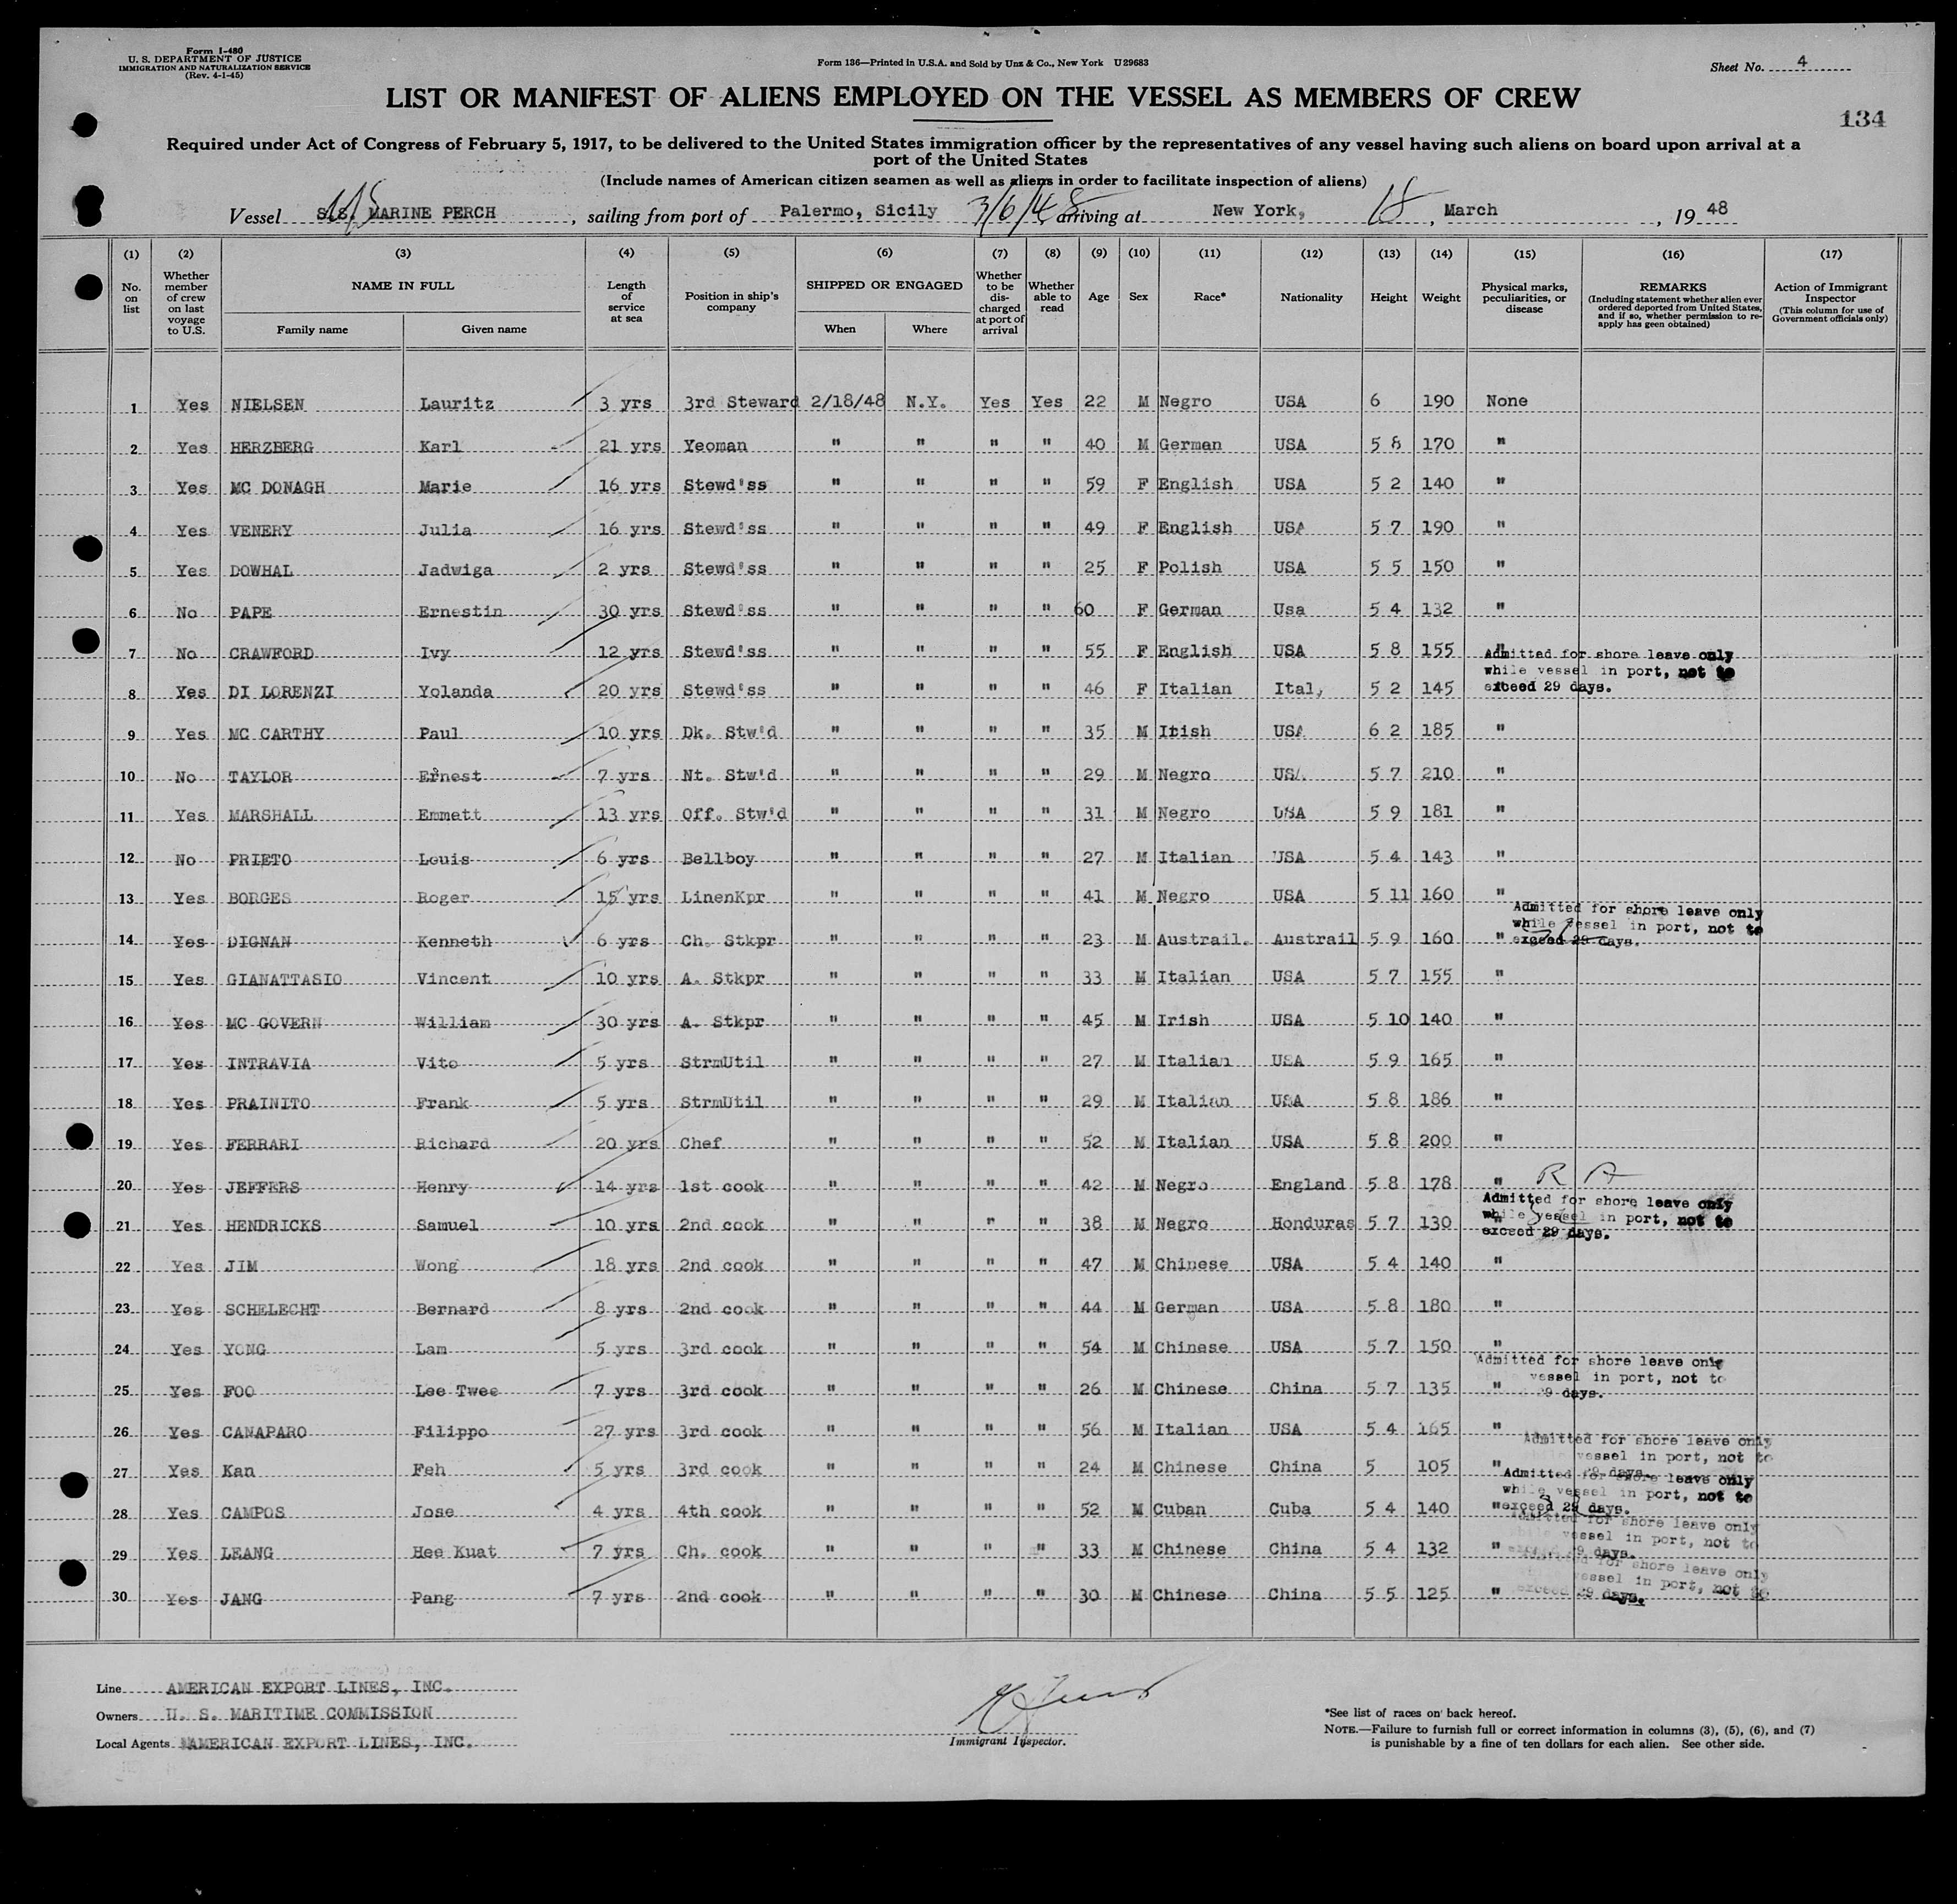 Form I-480
U. S. DEPARTMENT OF JUSTICE
IMMIGRATION AND NATURALIZATION SERVICE
(Rev. 4-1-45)
Form 136—Printed in U.S.A. and Sold by Unz & Co., New York U29683
Sheet No. 4
LIST OR MANIFEST OF ALIENS EMPLOYED ON THE VESSEL AS MEMBERS OF CREW
134
Required under Act of Congress of February 5, 1917, to be delivered to the United States immigration officer by the representatives of any vessel having such aliens on board upon arrival at a
port of the United States
(Include names of American citizen seamen as well as aliens in order to facilitate inspection of aliens)
Vessel S.S. MARINE PERCH, sailing from port of Palermo, Sicily 3/6/48 arriving at New York, 18, March, 1948
(1) (2) (3) (4) (5) (6) (7) (8) (9) (10) (11) (12) (13) (14) (15) (16) (17)
No. on list
Whether member of crew on last voyage to U.S.
NAME IN FULL
Family name Given name
Length of service at sea
Position in ship's company
SHIPPED OR ENGAGED
When Where
Whether to be dis-charged at port of arrival
Whether able to read
Age
Sex
Race*
Nationality
Height
Weight
Physical marks, peculiarities, or disease
REMARKS
(Including statement whether alien ever ordered deported from United States, and if so, whether permission to re-apply has geen obtained)
Action of Immigrant Inspector
(This column for use of Government officials only)
1 Yes NIELSEN Lauritz 3 yrs 3rd Steward 2/18/48 N.Y. Yes Yes 22 M Negro USA 6 190 None
2 Yes HERZBERG Karl 21 yrs Yeoman " " " " 40 M German USA 5 8 170 "
3 Yes MC DONAGH Marie 16 yrs Stewd'ss " " " " 59 F English USA 5 2 140 "
4 Yes VENERY Julia 16 yrs Stewd'ss " " " " 49 F English USA 5 7 190 "
5 Yes DOWHAL Jadwiga 2 yrs Stewd'ss " " " " 25 F Polish USA 5 5 150 "
6 No PAPE Ernestin 30 yrs Stewd'ss " " " " 60 F German Usa 5 4 132 "
7 No CRAWFORD Ivy 12 yrs Stewd'ss " " " " 55 F English USA 5 8 155 "
Admitted for shore leave only
while vessel in port, not to
exceed 29 days.
8 Yes DI LORENZI Yolanda 20 yrs Stewd'ss " " " " 46 F Italian Ital, 5 2 145
9 Yes MC CARTHY Paul 10 yrs Dk. Stw'd " " " " 35 M Itish USA 6 2 185 "
10 No TAYLOR Ernest 7 yrs Nt. Stw'd " " " " 29 M Negro USA 5 7 210 "
11 Yes MARSHALL Emmett 13 yrs Off. Stw'd " " " " 31 M Negro USA 5 9 181 "
12 No PRIETO Louis 6 yrs Bellboy " " " " 27 M Italian USA 5 4 143 "
13 Yes BORGES Roger 15 yrs LinenKpr " " " " 41 M Negro USA 5 11 160 "
Admitted for shore leave only
while vessel in port, not to
exceed 29 days.
14 Yes DIGNAN Kenneth 6 yrs Ch. Stkpr " " " " 23 M Austrail. Austrail 5 9 160 "
15 Yes GIANATTASIO Vincent 10 yrs A. Stkpr " " " " 33 M Italian USA 5 7 155 "
16 Yes MC GOVERN William 30 yrs A. Stkpr " " " " 45 M Irish USA 5 10 140 "
17 Yes INTRAVIA Vito 5 yrs StrmUtil " " " " 27 M Italian USA 5 9 165 "
18 Yes PRAINITO Frank 5 yrs StrmUtil " " " " 29 M Italian USA 5 8 186 "
19 Yes FERRARI Richard 20 yrs Chef " " " " 52 M Italian USA 5 8 200 "
20 Yes JEFFERS Henry 14 yrs 1st cook " " " " 42 M Negro England 5 8 178 " R A
Admitted for shore leave only
while vessel in port, not to
exceed 29 days.
21 Yes HENDRICKS Samuel 10 yrs 2nd cook " " " " 38 M Negro Honduras 5 7 130 "
22 Yes JIM Wong 18 yrs 2nd cook " " " " 47 M Chinese USA 5 4 140 "
23 Yes SCHELECHT Bernard 8 yrs 2nd cook " " " " 44 M German USA 5 8 180 "
24 Yes YONG Lam 5 yrs 3rd cook " " " " 54 M Chinese USA 5 7 150 "
Admitted for shore leave only
vessel in port, not to
29 days.
25 Yes FOO Lee Twee 7 yrs 3rd cook " " " " 26 M Chinese China 5 7 135 "
26 Yes CANAPARO Filippo 27 yrs 3rd cook " " " " 56 M Italian USA 5 4 165 "
Admitted for shore leave only
vessel in port, not to
29 days.
27 Yes Kan Feh 5 yrs 3rd cook " " " " 24 M Chinese China 5 105 "
Admitted for shore leave only
while vessel in port, not to
exceed 29 days.
28 Yes CAMPOS Jose 4 yrs 4th cook " " " " 52 M Cuban Cuba 5 4 140 "
Admitted for shore leave only
while vessel in port, not to
exceed 29 days.
29 Yes LEANG Hee Kuat 7 yrs Ch. cook " " " " 33 M Chinese China 5 4 132 "
Admitted for shore leave only
vessel in port, not to
exceed 29 days.
30 Yes JANG Pang 7 yrs 2nd cook " " " " 30 M Chinese China 5 5 125 "
Line AMERICAN EXPORT LINES, INC.
Owners U. S. MARITIME COMMISSION
Local Agents AMERICAN EXPORT LINES, INC.
Immigrant Inspector.
*See list of races on back hereof.
NOTE.—Failure to furnish full or correct information in columns (3), (5), (6), and (7)
is punishable by a fine of ten dollars for each alien. See other side.